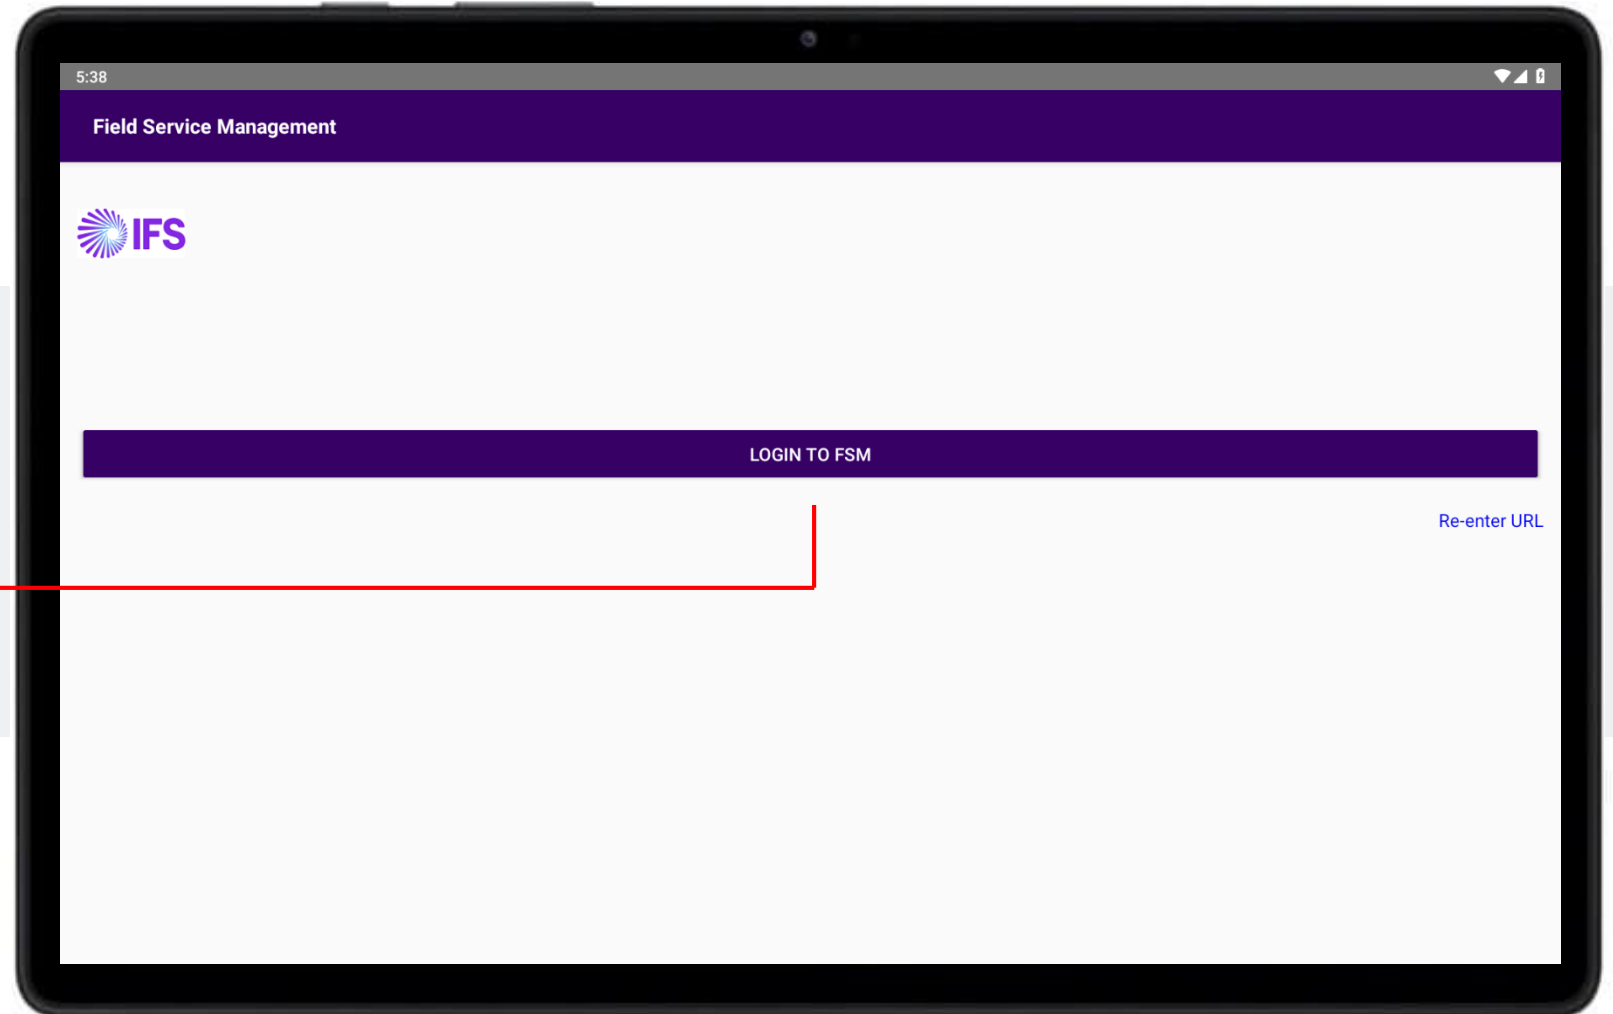 5:38
Field Service Management
IFS
LOGIN TO FSM
Re-enter URL